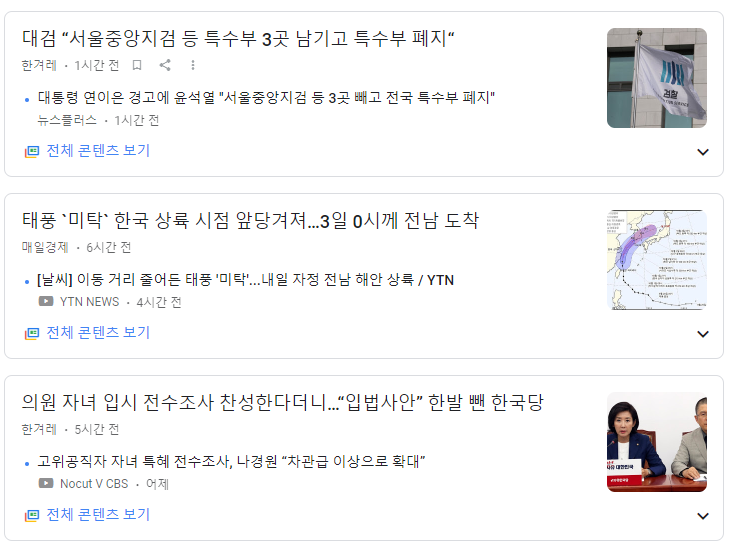 대검 “서울중앙지검 등 특수부 3곳 남기고 특수부 폐지“
한겨레 · 1시간 전
검찰
대통령 연이은 경고에 윤석열 "서울중앙지검 등 3곳 빼고 전국 특수부 폐지"
뉴스플러스 · 1시간 전
전체 콘텐츠 보기
태풍 `미탁` 한국 상륙 시점 앞당겨져…3일 0시께 전남 도착
매일경제 · 6시간 전
[날씨] 이동 거리 줄어든 태풍 '미탁'...내일 자정 전남 해안 상륙 / YTN
YTN NEWS · 4시간 전
전체 콘텐츠 보기
의원 자녀 입시 전수조사 찬성한다더니…“입법사안” 한발 뺀 한국당
한겨레 · 5시간 전
자유 대한민국
고위공직자 자녀 특혜 전수조사, 나경원 “차관급 이상으로 확대”
Nocut V CBS · 어제
전체 콘텐츠 보기